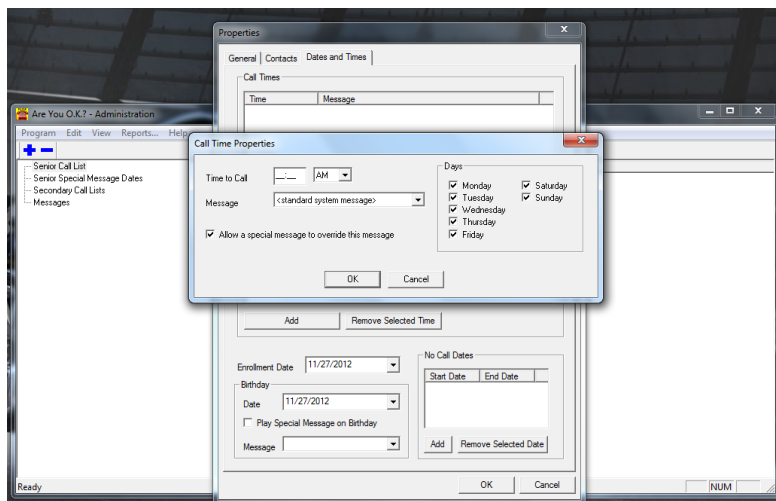 Properties
X
General
Contacts
Dates and Times
Call Times
Time
Message
Are You O.K.? - Administration
X
Program Edit View Reports... Help
Call Time Properties
X
Senior Call List
Senior Special Message Dates
Secondary Call Lists
Messages
Time to Call
__:__
AM
Message
<standard system message>
Allow a special message to override this message
Days
Monday
Saturday
Tuesday
Sunday
Wednesday
Thursday
Friday
OK
Cancel
Add
Remove Selected Time
Enrollment Date
11/27/2012
Birthday
Date
11/27/2012
Play Special Message on Birthday
Message
No Call Dates
Start Date
End Date
Add
Remove Selected Date
OK
Cancel
Ready
NUM